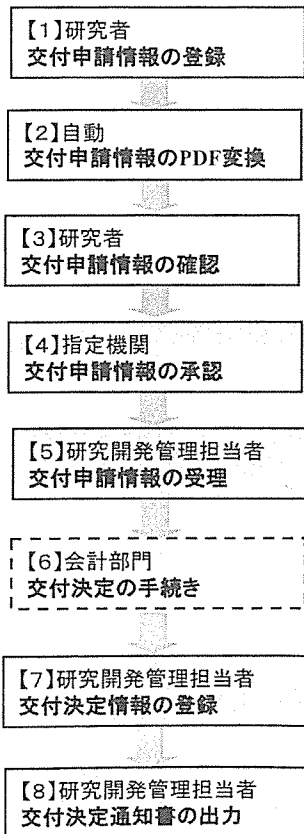 【1】研究者
交付申請情報の登録
【2】自動
交付申請情報のPDF変換
【3】研究者
交付申請情報の確認
【4】指定機関
交付申請情報の承認
【5】研究開発管理担当者
交付申請情報の受理
【6】会計部門
交付決定の手続き
【7】研究開発管理担当者
交付決定情報の登録
【8】研究開発管理担当者
交付決定通知書の出力